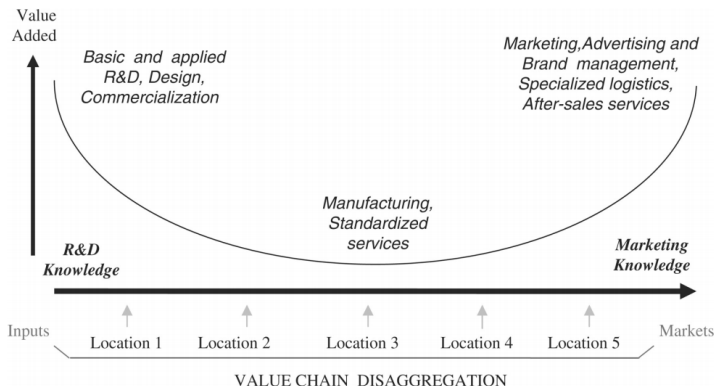 Value
Added
Basic and applied
R&D, Design,
Commercialization
Marketing,Advertising and
Brand management,
Specialized logistics,
After-sales services
Manufacturing,
Standardized
services
R&D
Knowledge
Marketing
Knowledge
Inputs
Location 1
Location 2
Location 3
Location 4
Location 5
Markets
VALUE CHAIN DISAGGREGATION